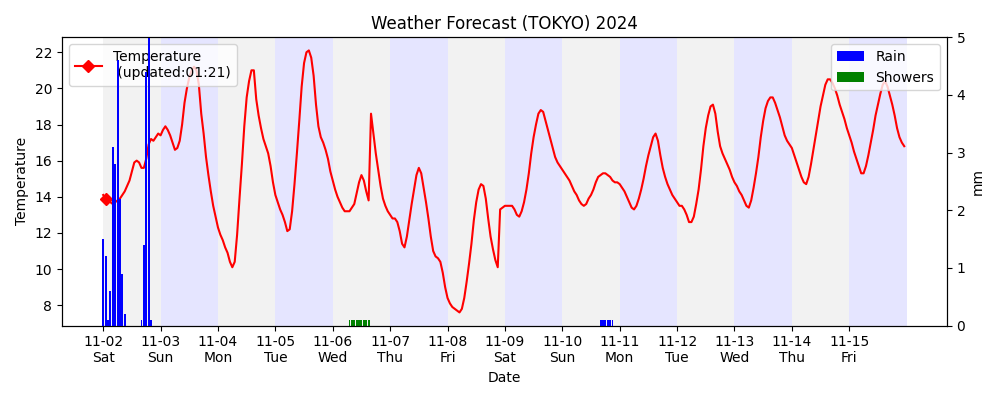 Weather Forecast (TOKYO) 2024
Temperature
(updated:01:21)
Rain
Showers
Temperature
22
20
18
16
14
12
10
8
5
4
3
2
1
0
mm
11-02 11-03 11-04 11-05 11-06 11-07 11-08 11-09 11-10 11-11 11-12 11-13 11-14 11-15
Sat Sun Mon Tue Wed Thu Fri Sat Sun Mon Tue Wed Thu Fri
Date